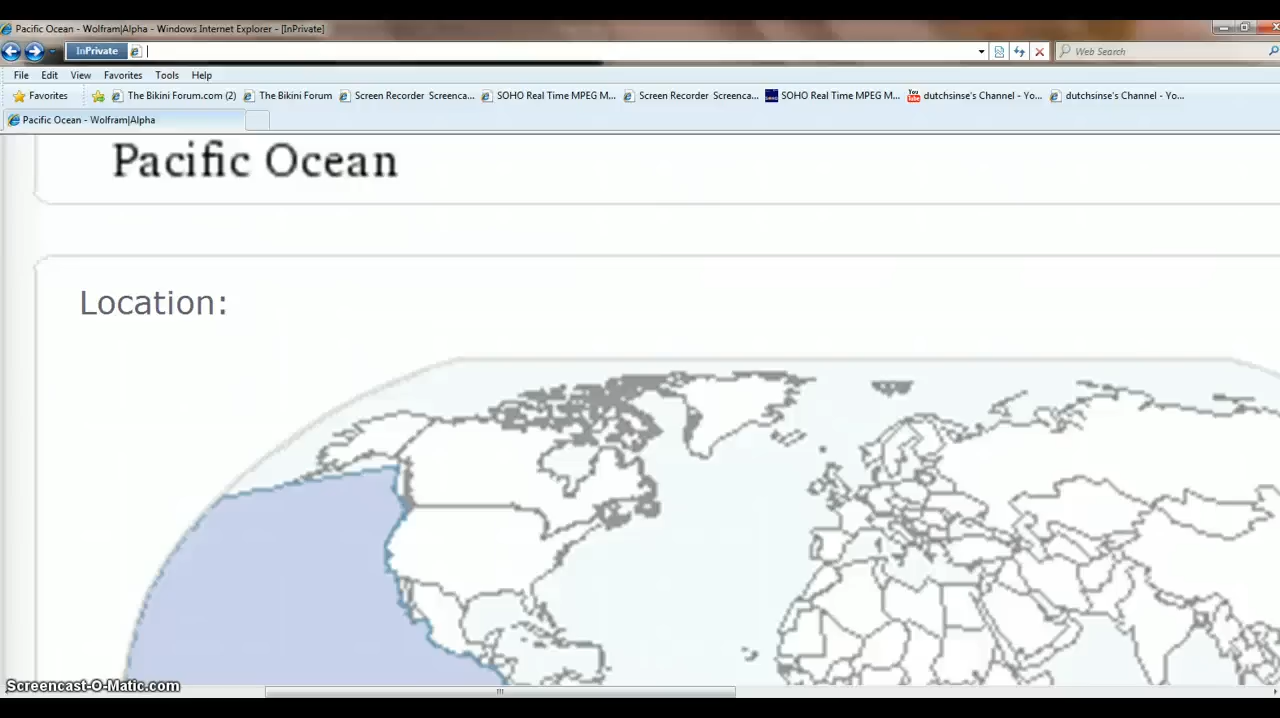 Pacific Ocean - Wolfram|Alpha - Windows Internet Explorer - [InPrivate]
InPrivate Web Search
File Edit View Favorites Tools Help
Favorites The Bikini Forum.com (2) The Bikini Forum Screen Recorder Screenca... SOHO Real Time MPEG M... Screen Recorder Screenca... SOHO Real Time MPEG M... dutchsinse's Channel - Yo... dutchsinse's Channel - Yo...
Pacific Ocean - Wolfram|Alpha
Pacific Ocean
Location:
Screencast-O-Matic.com